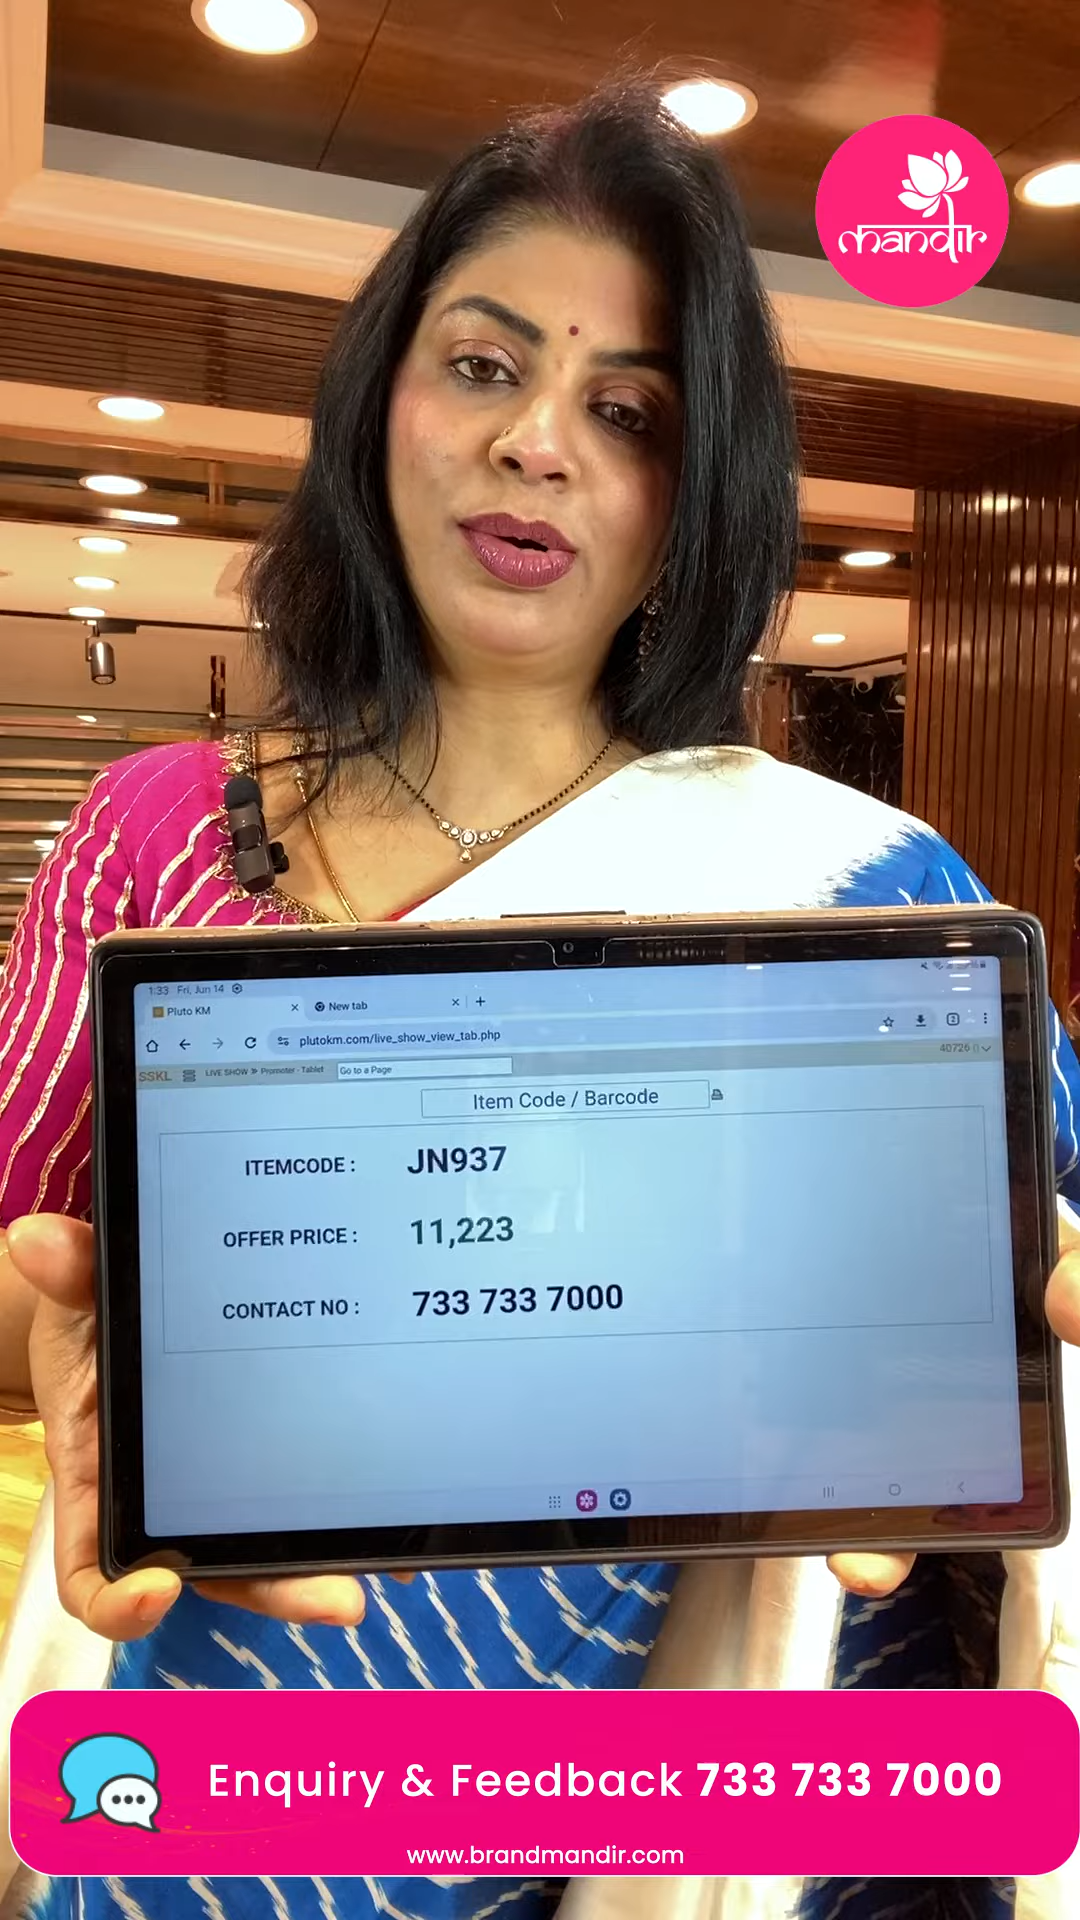 mandir
1:33 Fri, Jun 14
Pluto KM
New tab
plutokm.com/live_show_view_tab.php
40726
SSKL
LIVE SHOW » Promoter - Tablet
Go to a Page
Item Code / Barcode
ITEMCODE : JN937
OFFER PRICE : 11,223
CONTACT NO : 733 733 7000
Enquiry & Feedback 733 733 7000
www.brandmandir.com